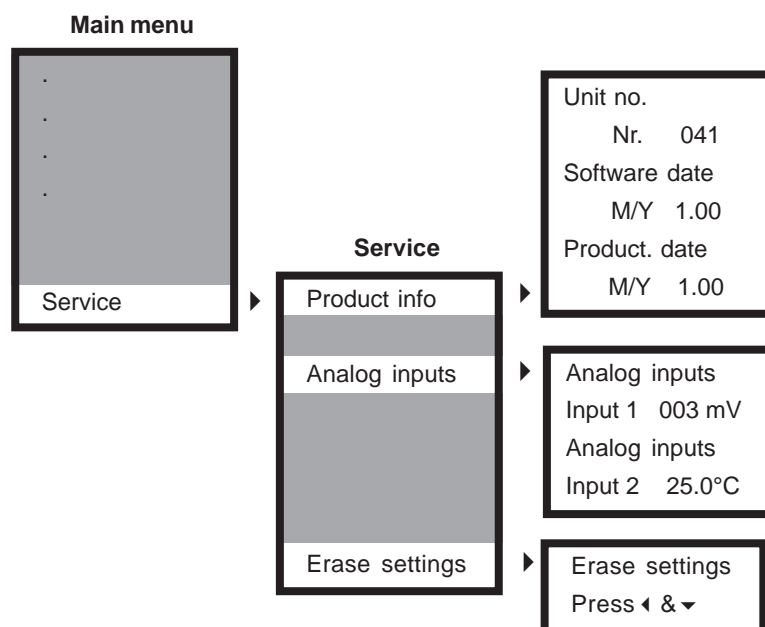 Main menu
.
.
.
.
Service
Service
Product info
Analog inputs
Erase settings
Unit no.
Nr. 041
Software date
M/Y 1.00
Product. date
M/Y 1.00
Analog inputs
Input 1 003 mV
Analog inputs
Input 2 25.0°C
Erase settings
Press ◂ & ▾